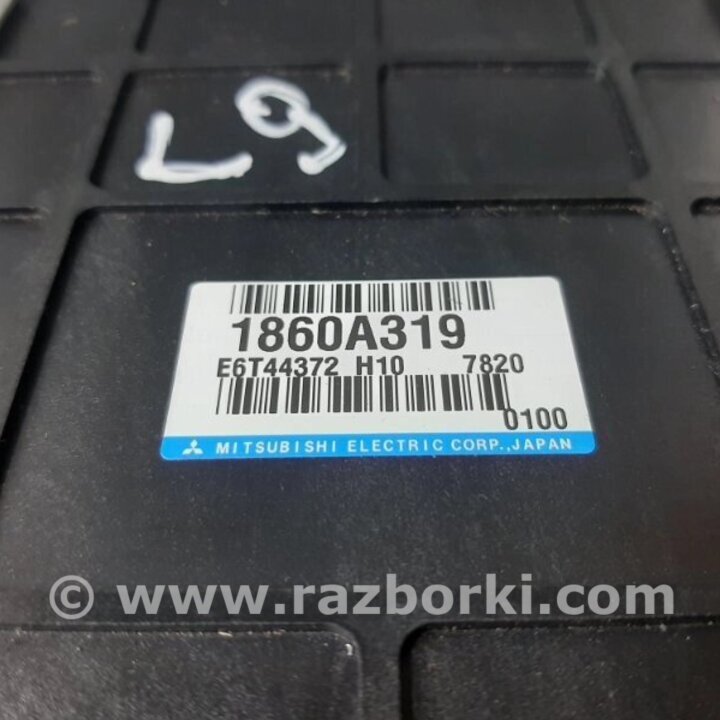 L9
1860A319
E6T44372 H10 7820
0100
MITSUBISHI ELECTRIC CORP.,JAPAN
© www.razborki.com